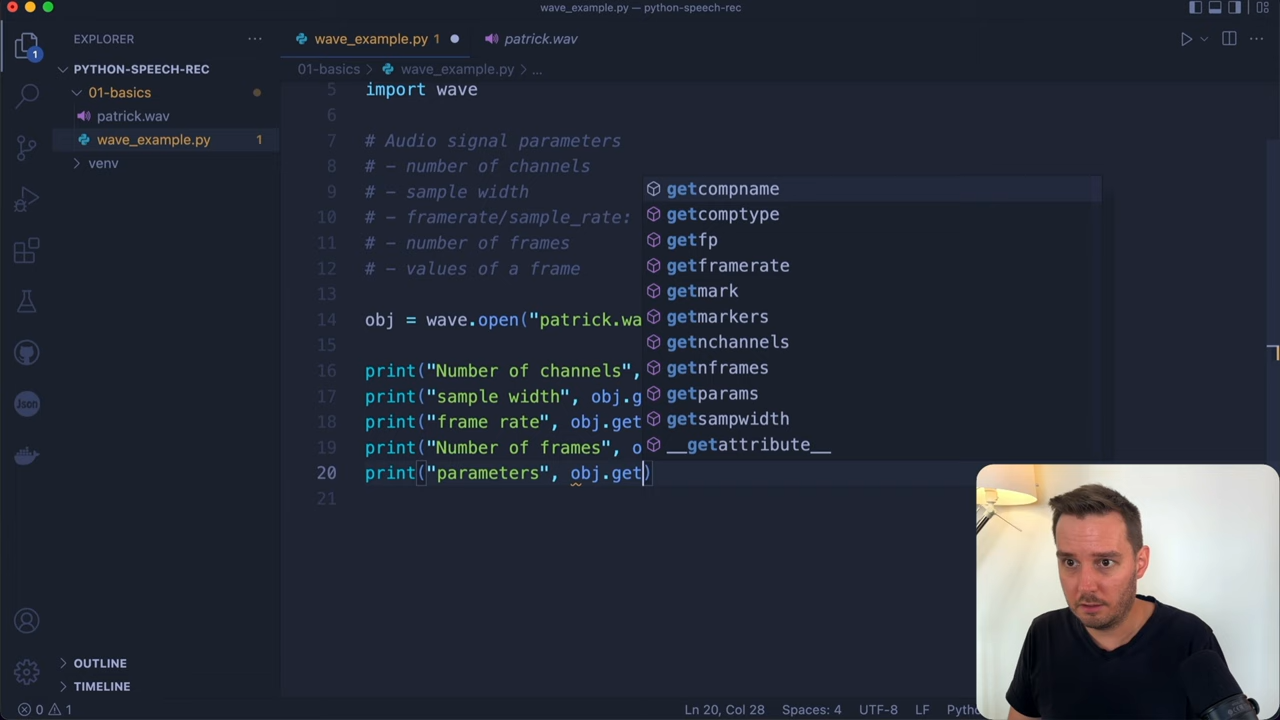 wave_example.py — python-speech-rec
EXPLORER
PYTHON-SPEECH-REC
01-basics
patrick.wav
wave_example.py 1
venv
OUTLINE
TIMELINE
1
Json
wave_example.py 1
patrick.wav
01-basics > wave_example.py > ...
5 import wave
6
7 # Audio signal parameters
8 # - number of channels
9 # - sample width
10 # - framerate/sample_rate:
11 # - number of frames
12 # - values of a frame
13
14 obj = wave.open("patrick.wa
15
16 print("Number of channels",
17 print("sample width", obj.g
18 print("frame rate", obj.get
19 print("Number of frames", o
20 print("parameters", obj.get)
21
getcompname
getcomptype
getfp
getframerate
getmark
getmarkers
getnchannels
getnframes
getparams
getsampwidth
__getattribute__
0 1
Ln 20, Col 28 Spaces: 4 UTF-8 LF Pytho